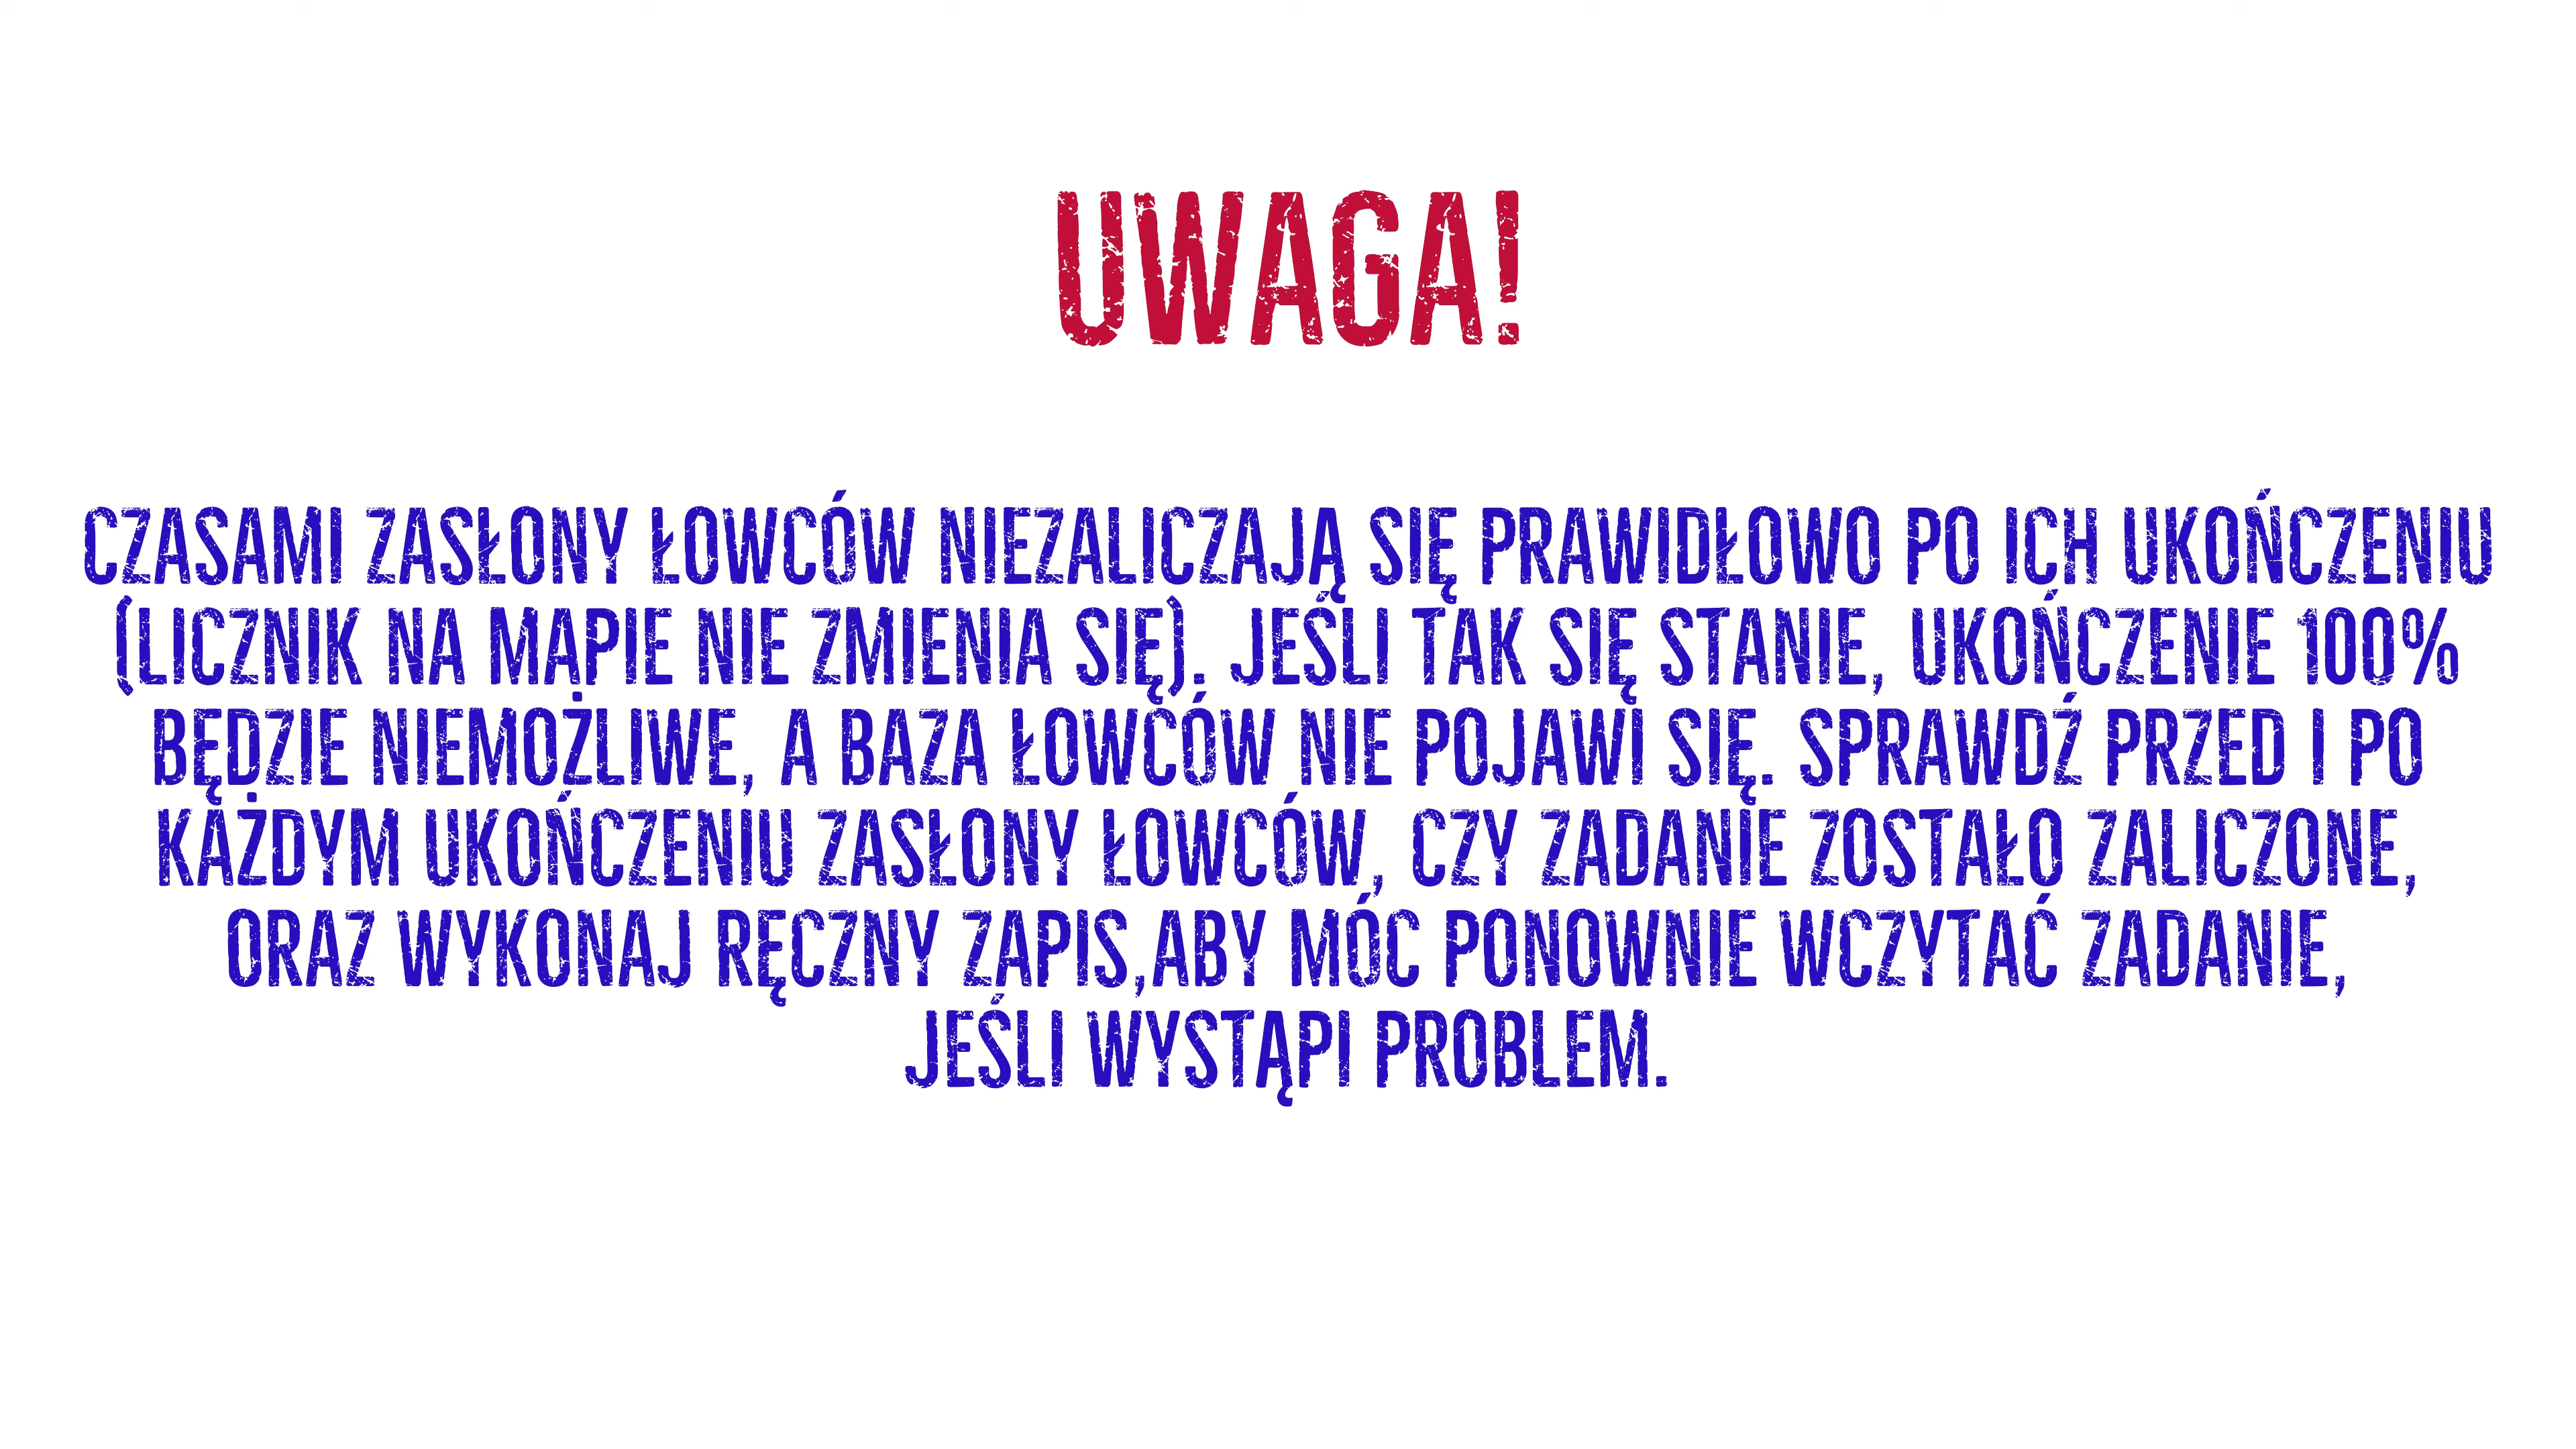 UWAGA!
CZASAMI ZASŁONY ŁOWCÓW NIEZALICZAJĄ SIĘ PRAWIDŁOWO PO ICH UKOŃCZENIU
(LICZNIK NA MAPIE NIE ZMIENIA SIĘ). JEŚLI TAK SIĘ STANIE, UKOŃCZENIE 100%
BĘDZIE NIEMOŻLIWE, A BAZA ŁOWCÓW NIE POJAWI SIĘ. SPRAWDŹ PRZED I PO
KAŻDYM UKOŃCZENIU ZASŁONY ŁOWCÓW, CZY ZADANIE ZOSTAŁO ZALICZONE,
ORAZ WYKONAJ RĘCZNY ZAPIS,ABY MÓC PONOWNIE WCZYTAĆ ZADANIE,
JEŚLI WYSTĄPI PROBLEM.